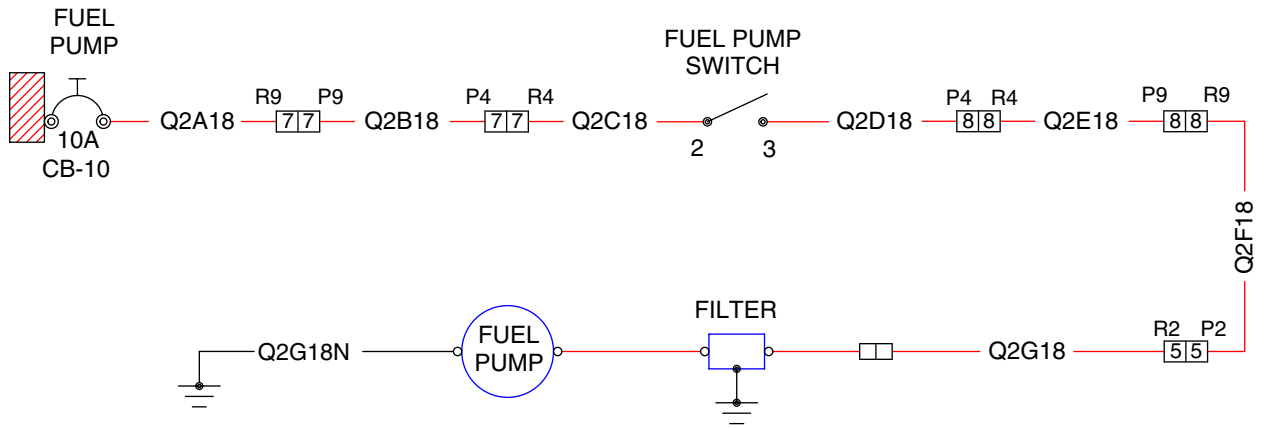 FUEL
PUMP
FUEL PUMP
SWITCH
R9 P9 P4 R4 P4 R4 P9 R9
Q2A18 7 7 Q2B18 7 7 Q2C18 Q2D18 8 8 Q2E18 8 8
10A
CB-10
2 3
Q2F18
FILTER
R2 P2
Q2G18N FUEL
PUMP
Q2G18 5 5